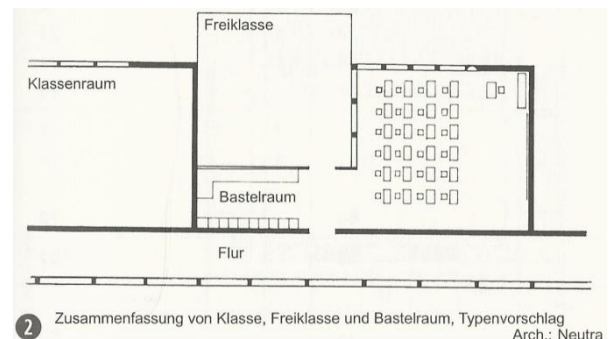 Freiklasse
Klassenraum
Bastelraum
Flur
2 Zusammenfassung von Klasse, Freiklasse und Bastelraum, Typenvorschlag
Arch.: Neutra